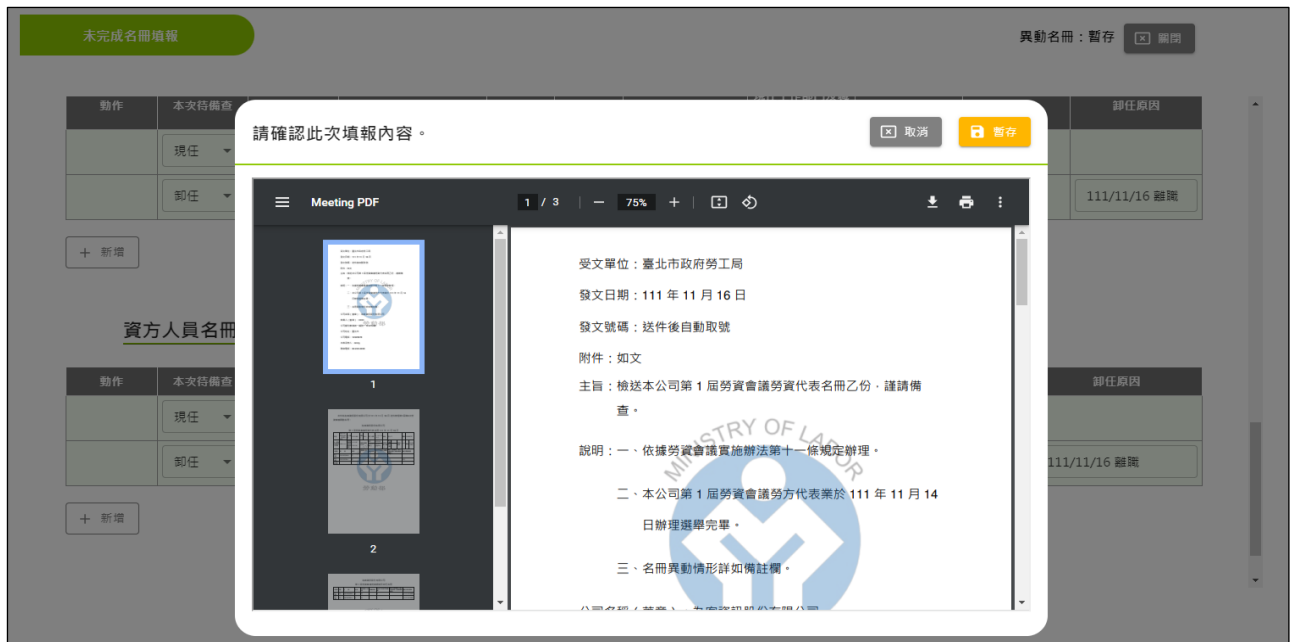 未完成名冊填報
異動名冊：暫存
關閉
動作 本次待備查 卸任原因
現任
卸任 111/11/16 離職
+ 新增
資方人員名冊
動作 本次待備查 卸任原因
現任
卸任 111/11/16 離職
+ 新增
請確認此次填報內容。
取消
暫存
Meeting PDF
1 / 3 | − 75% + |
1
2
受文單位：臺北市政府勞工局
發文日期：111 年 11 月 16 日
發文號碼：送件後自動取號
附件：如文
主旨：檢送本公司第 1 屆勞資會議勞資代表名冊乙份，謹請備
查。
說明：一、依據勞資會議實施辦法第十一條規定辦理。
二、本公司第 1 屆勞資會議勞方代表業於 111 年 11 月 14
日辦理選舉完畢。
三、名冊異動情形詳如備註欄。
MINISTRY OF LABOR